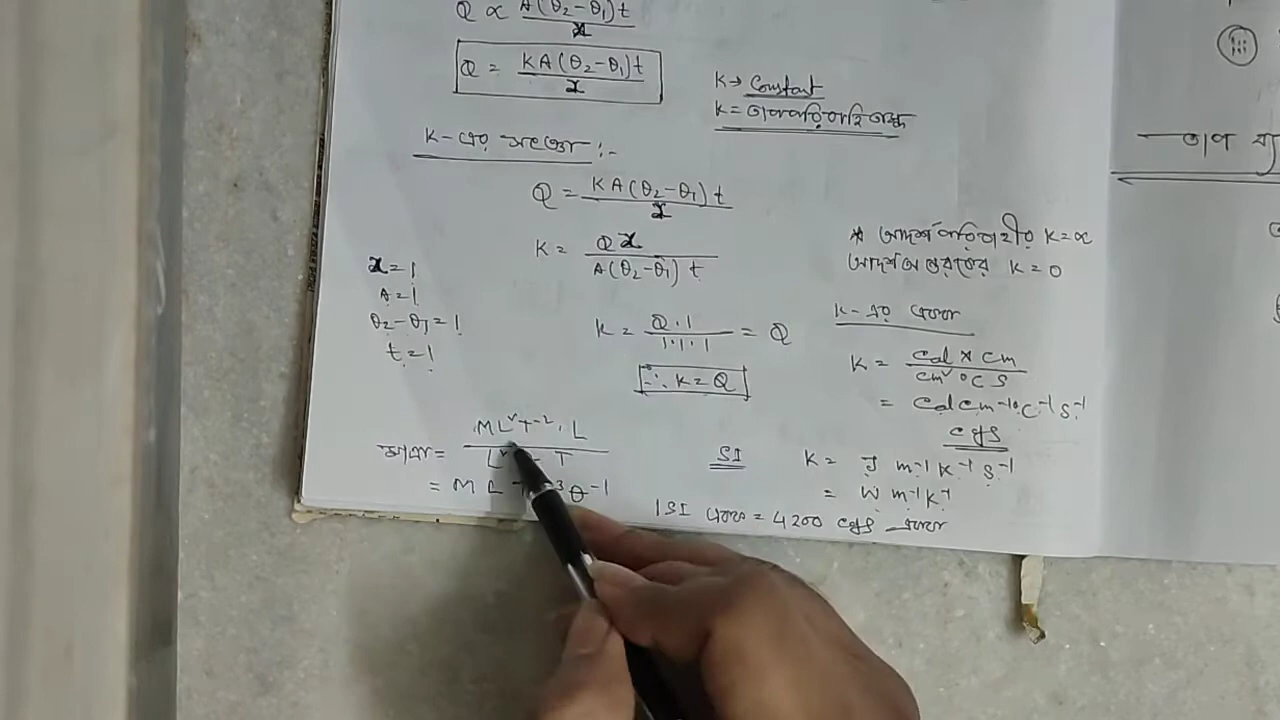 Q ∝ A(θ₂-θ₁)t / x
Q = KA(θ₂-θ₁)t / x
K → Constant
K = তাপ পরিবাহিতাঙ্ক
K-এর সংজ্ঞা :-
Q = KA(θ₂-θ₁) t / x
K = Qx / A(θ₂-θ₁) t
x = 1
A = 1
θ₂-θ₁ = 1
t = 1
K = Q.1 / 1.1.1 = Q
∴ K = Q
* আদর্শ পরিবাহীর K=∝
আদর্শ অন্তরকের K = 0
K-এর একক
K = Cal × cm / cm² °C S
= Cal cm⁻¹ °C⁻¹ S⁻¹
cgs
SI
K = J m⁻¹ K⁻¹ S⁻¹
= W m⁻¹ K⁻¹
1 SI একক = 4200 cgs একক
মাত্রা = ML²T⁻².L / L² T
= M L θ⁻¹
তাপ